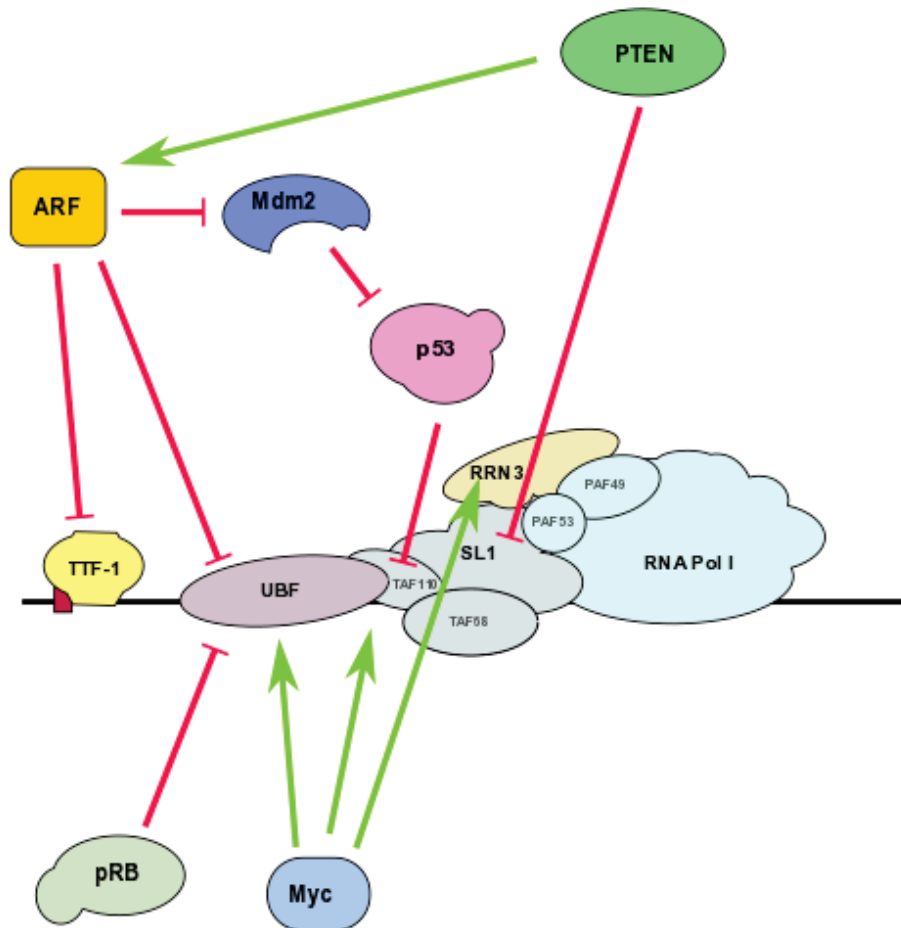 PTEN
ARF
Mdm2
p53
RRN3
PAF49
PAF53
SL1
RNA Pol I
TTF-1
UBF
TAF110
TAF68
pRB
Myc